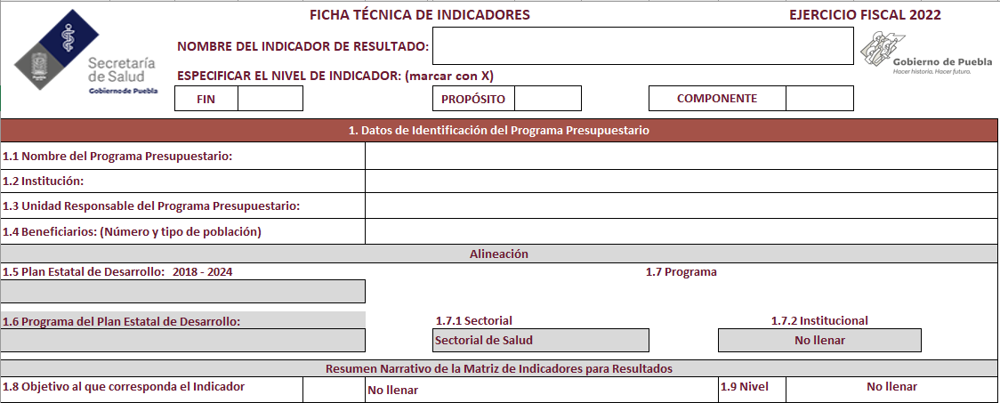 FICHA TÉCNICA DE INDICADORES
EJERCICIO FISCAL 2022
NOMBRE DEL INDICADOR DE RESULTADO:
Secretaría
de Salud
Gobierno de Puebla
Puebla
Gobierno de Puebla
Hacer historia. Hacer futuro.
ESPECIFICAR EL NIVEL DE INDICADOR: (marcar con X)
FIN
PROPÓSITO
COMPONENTE
1. Datos de Identificación del Programa Presupuestario
1.1 Nombre del Programa Presupuestario:
1.2 Institución:
1.3 Unidad Responsable del Programa Presupuestario:
1.4 Beneficiarios: (Número y tipo de población)
Alineación
1.5 Plan Estatal de Desarrollo: 2018 - 2024
1.7 Programa
1.6 Programa del Plan Estatal de Desarrollo:
1.7.1 Sectorial
1.7.2 Institucional
Sectorial de Salud
No llenar
Resumen Narrativo de la Matriz de Indicadores para Resultados
1.8 Objetivo al que corresponda el Indicador
No llenar
1.9 Nivel
No llenar